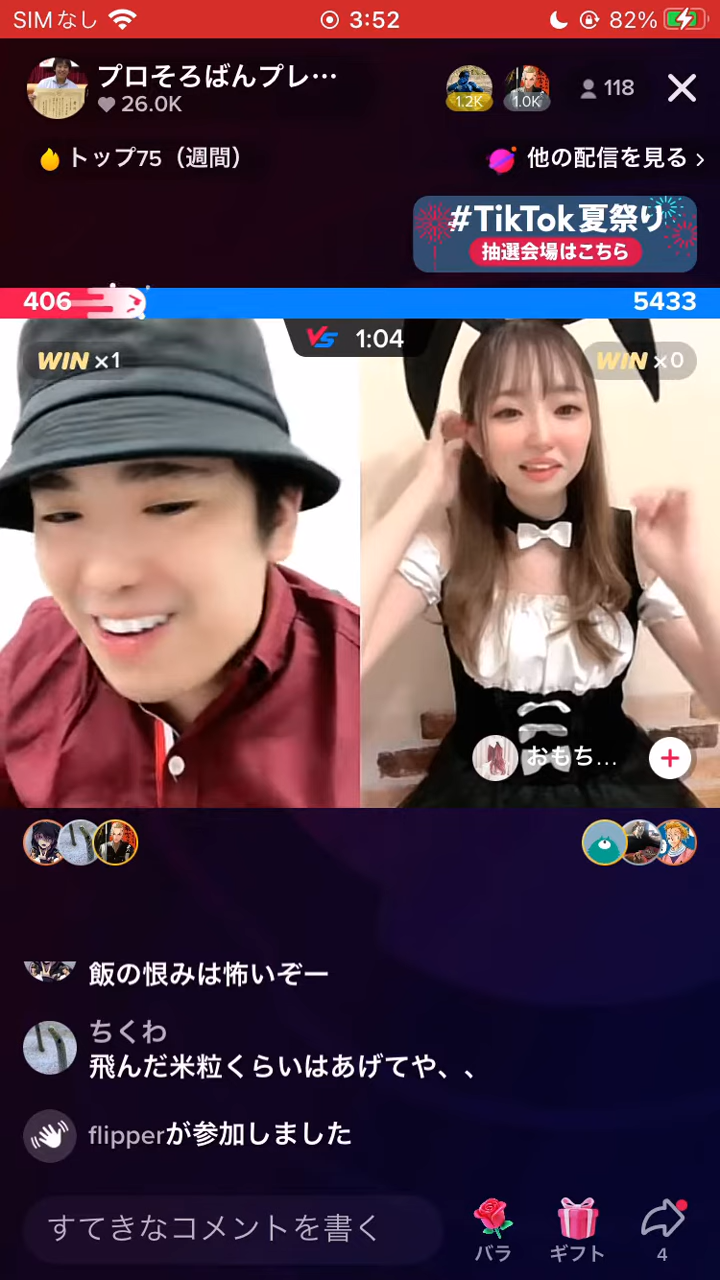 SIMなし
3:52
82%
プロそろばんプレ…
26.0K
1.2K
1.0K
118
トップ75（週間）
他の配信を見る
#TikTok夏祭り
抽選会場はこちら
406
5433
WIN ×1
VS 1:04
WIN ×0
おもち…
飯の恨みは怖いぞー
ちくわ
飛んだ米粒くらいはあげてや、、
flipperが参加しました
すてきなコメントを書く
バラ
ギフト
4